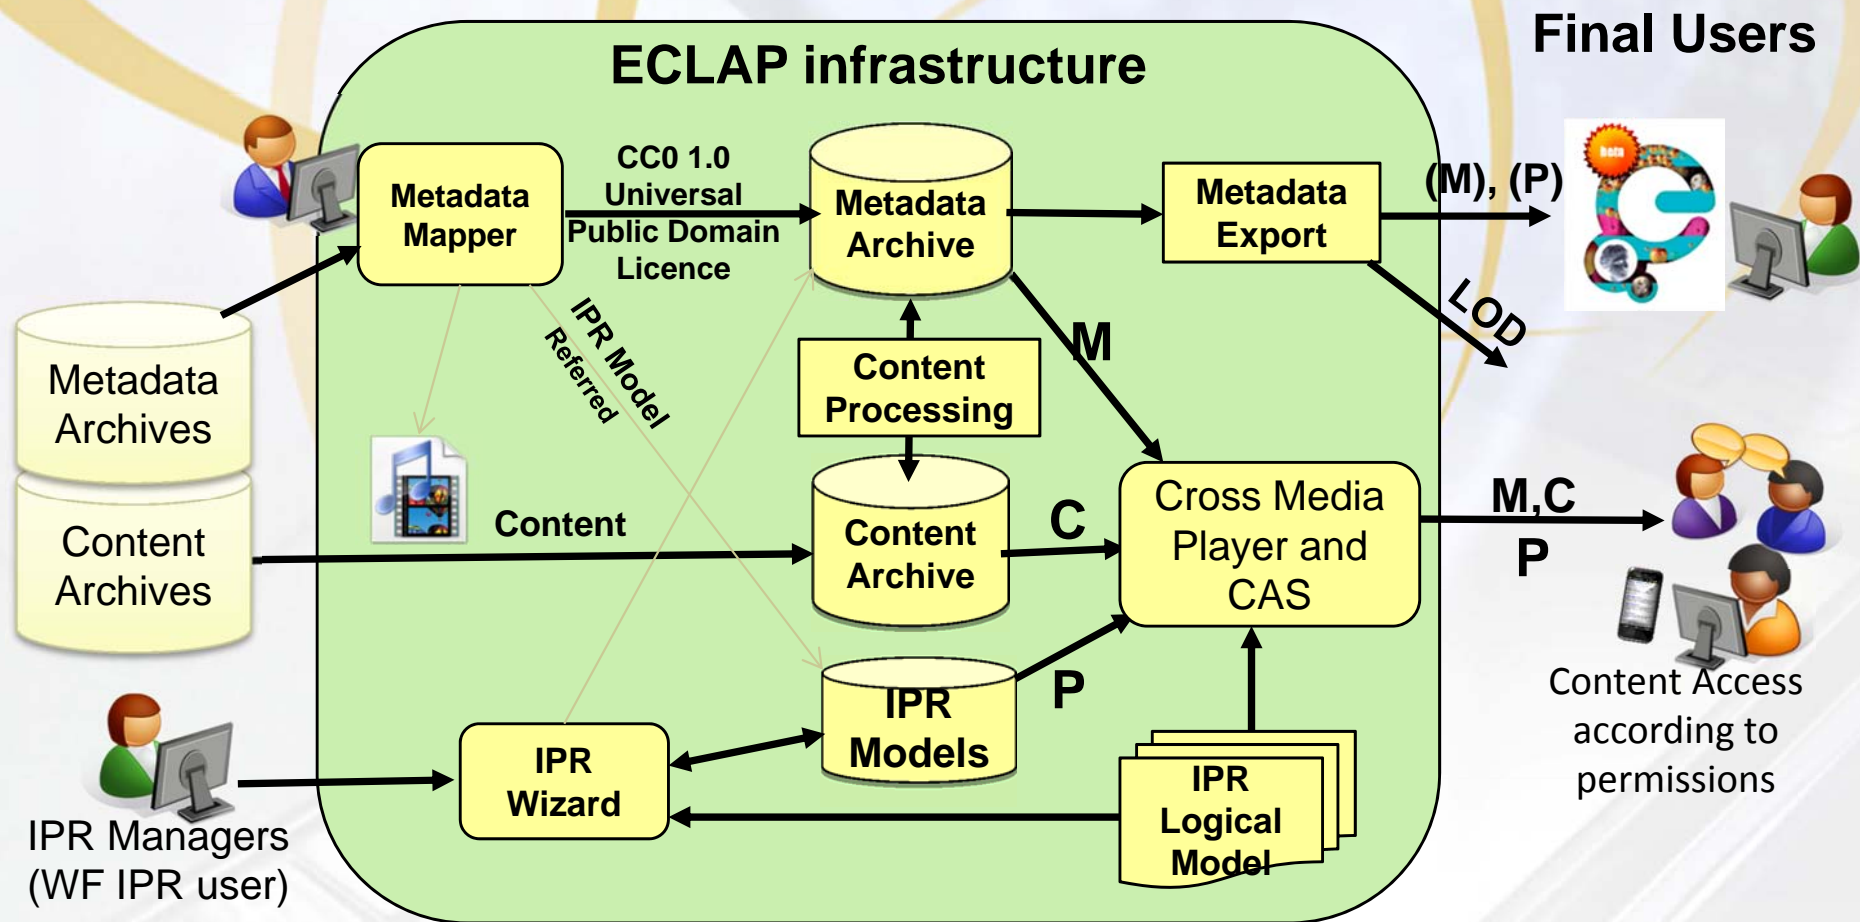 Final Users
ECLAP infrastructure
Metadata
Mapper
CC0 1.0
Universal
Public Domain
Licence
Metadata
Archive
Metadata
Export
(M), (P)
beta
LOD
IPR Model
Referred
M
Content
Processing
Metadata
Archives
Content
Archives
Content
Content
Archive
C
Cross Media
Player and
CAS
M,C
P
P
IPR
Models
IPR
Wizard
IPR
Logical
Model
IPR Managers
(WF IPR user)
Content Access
according to
permissions